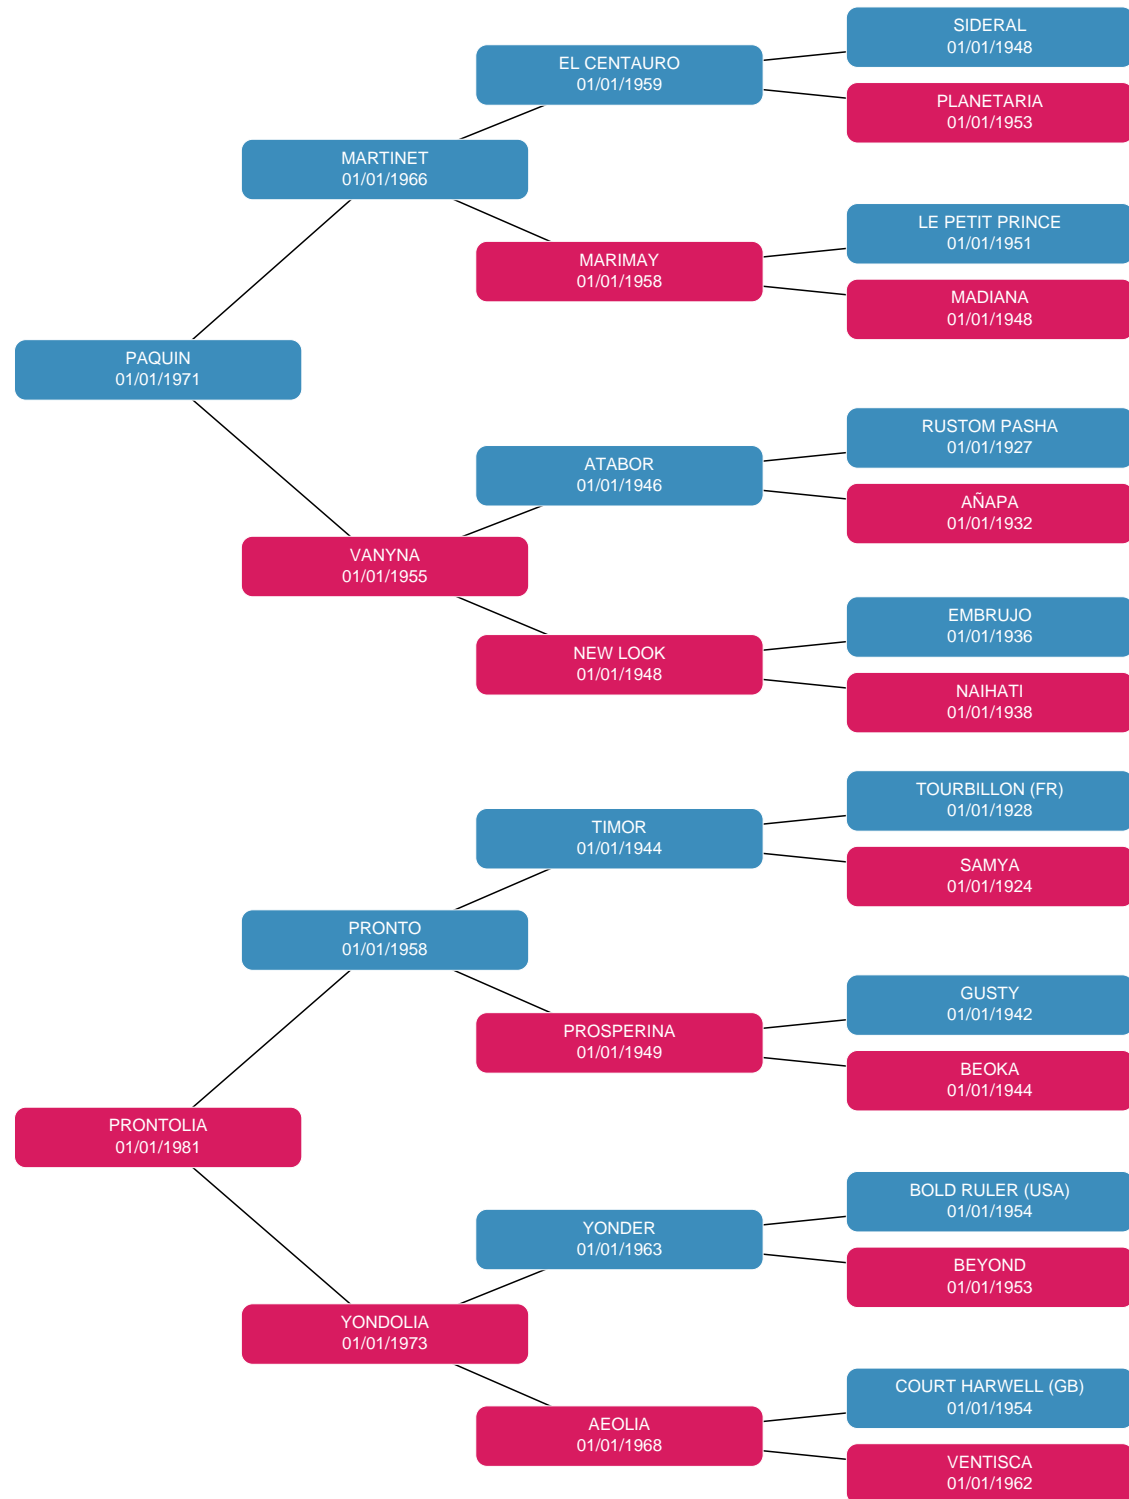 SIDERAL
01/01/1948
EL CENTAURO
01/01/1959
PLANETARIA
01/01/1953
MARTINET
01/01/1966
LE PETIT PRINCE
01/01/1951
MARIMAY
01/01/1958
MADIANA
01/01/1948
PAQUIN
01/01/1971
RUSTOM PASHA
01/01/1927
ATABOR
01/01/1946
AÑAPA
01/01/1932
VANYNA
01/01/1955
EMBRUJO
01/01/1936
NEW LOOK
01/01/1948
NAIHATI
01/01/1938
TOURBILLON (FR)
01/01/1928
TIMOR
01/01/1944
SAMYA
01/01/1924
PRONTO
01/01/1958
GUSTY
01/01/1942
PROSPERINA
01/01/1949
BEOKA
01/01/1944
PRONTOLIA
01/01/1981
BOLD RULER (USA)
01/01/1954
YONDER
01/01/1963
BEYOND
01/01/1953
YONDOLIA
01/01/1973
COURT HARWELL (GB)
01/01/1954
AEOLIA
01/01/1968
VENTISCA
01/01/1962